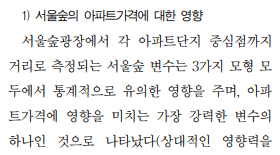 1) 서울숲의 아파트가격에 대한 영향
서울숲광장에서 각 아파트단지 중심점까지
거리로 측정되는 서울숲 변수는 3가지 모형 모
두에서 통계적으로 유의한 영향을 주며, 아파
트가격에 영향을 미치는 가장 강력한 변수의
하나인 것으로 나타났다(상대적인 영향력을